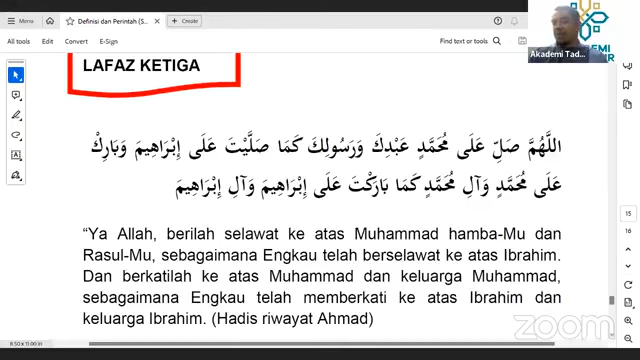 Menu
Definisi dan Perintah (S...
Create
Sign in
All tools
Edit
Convert
E-Sign
Find text or tools
Akademi Tad...
LAFAZ KETIGA
اللَّهُمَّ صَلِّ عَلَى مُحَمَّدٍ عَبْدِكَ وَرَسُولِكَ كَمَا صَلَّيْتَ عَلَى إِبْرَاهِيمَ وَبَارِكْ
عَلَى مُحَمَّدٍ وَآلِ مُحَمَّدٍ كَمَا بَارَكْتَ عَلَى إِبْرَاهِيمَ وَآلِ إِبْرَاهِيمَ
“Ya Allah, berilah selawat ke atas Muhammad hamba-Mu dan
Rasul-Mu, sebagaimana Engkau telah berselawat ke atas Ibrahim.
Dan berkatilah ke atas Muhammad dan keluarga Muhammad,
sebagaimana Engkau telah memberkati ke atas Ibrahim dan
keluarga Ibrahim. (Hadis riwayat Ahmad)
15
16
8.50 x 11.00 in
zoom